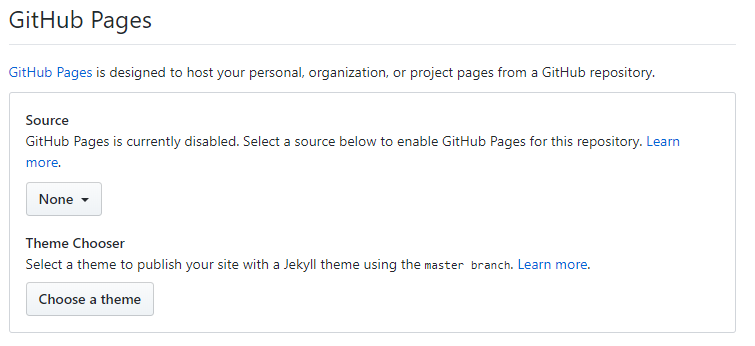 GitHub Pages
GitHub Pages is designed to host your personal, organization, or project pages from a GitHub repository.
Source
GitHub Pages is currently disabled. Select a source below to enable GitHub Pages for this repository. Learn
more.
None
Theme Chooser
Select a theme to publish your site with a Jekyll theme using the master branch. Learn more.
Choose a theme